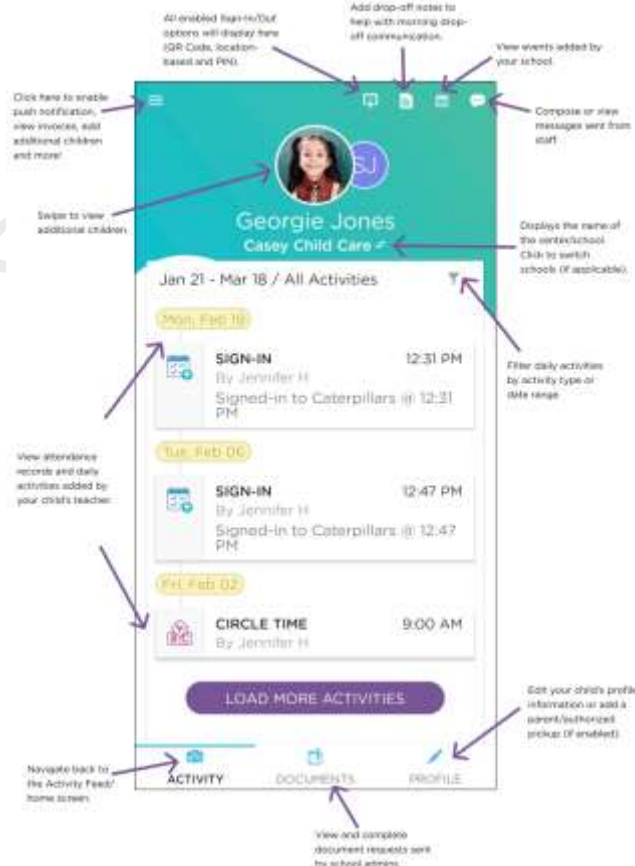 All enabled Sign-In/Out
options will display here
(QR Code, location-
based and PIN).
Add drop-off notes to
help with morning drop-
off communication.
View events added by
your school.
Click here to enable
push notification,
view invoices, add
additional children
and more!
Compose or view
messages sent from
staff
Swipe to view
additional children
SJ
Georgie Jones
Casey Child Care
Displays the name of
the center/school.
Click to switch
schools (if applicable).
Jan 21 - Mar 18 / All Activities
Mon, Feb
SIGN-IN
12:31 PM
By Jennifer H
Signed-in to Caterpillars @ 12:31
PM
Filter daily activities
by activity type or
date range
Tue, Feb 06
View attendance
records and daily
activities added by
your child's teacher
SIGN-IN
12:47 PM
By Jennifer H
Signed-in to Caterpillars @ 12:47
PM
Fri, Feb 02
CIRCLE TIME
9:00 AM
By Jennifer H
LOAD MORE ACTIVITIES
Edit your child's profile
information or add a
parent/authorized
pickup (if enabled)
Navigate back to
the Activity Feed/
home screen.
ACTIVITY
DOCUMENTS
PROFILE
View and complete
document requests sent
by school admins